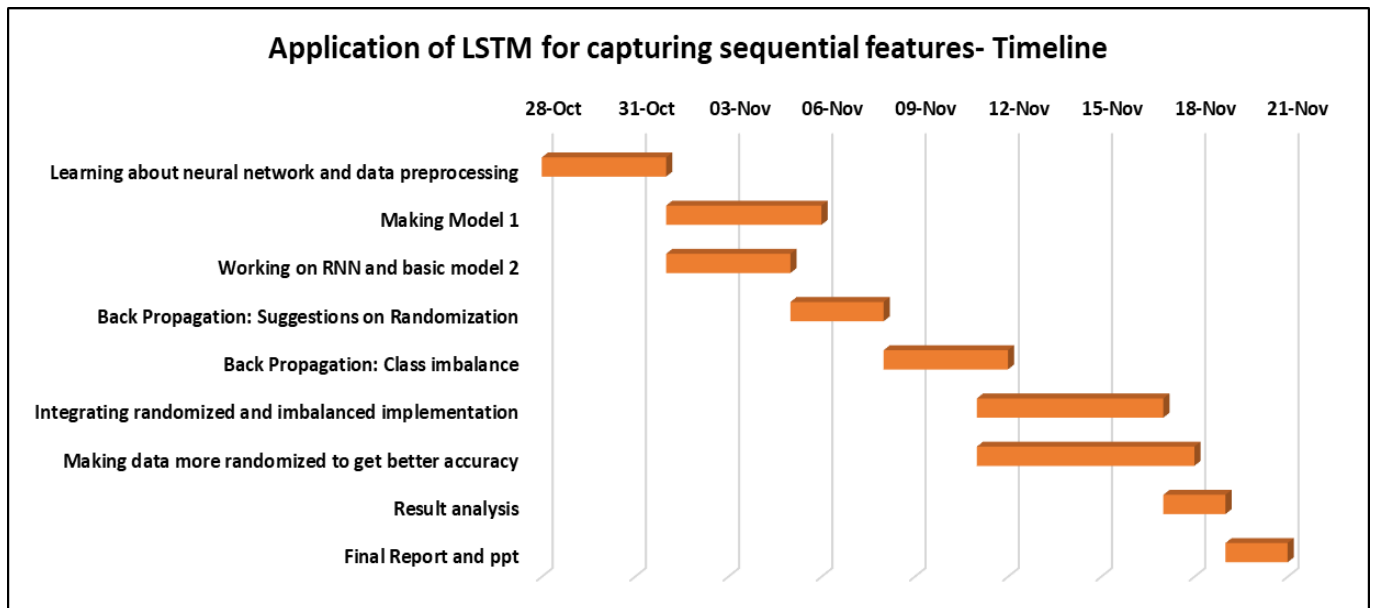 Application of LSTM for capturing sequential features- Timeline
28-Oct 31-Oct 03-Nov 06-Nov 09-Nov 12-Nov 15-Nov 18-Nov 21-Nov
Learning about neural network and data preprocessing
Making Model 1
Working on RNN and basic model 2
Back Propagation: Suggestions on Randomization
Back Propagation: Class imbalance
Integrating randomized and imbalanced implementation
Making data more randomized to get better accuracy
Result analysis
Final Report and ppt